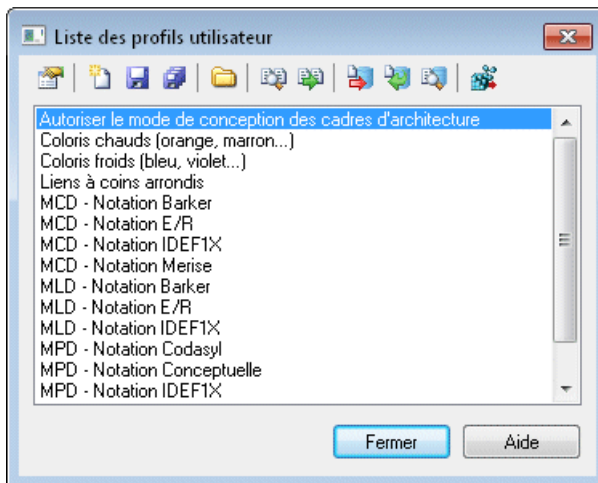 Liste des profils utilisateur
Autoriser le mode de conception des cadres d'architecture
Coloris chauds (orange, marron...)
Coloris froids (bleu, violet...)
Liens à coins arrondis
MCD - Notation Barker
MCD - Notation E/R
MCD - Notation IDEF1X
MCD - Notation Merise
MLD - Notation Barker
MLD - Notation E/R
MLD - Notation IDEF1X
MPD - Notation Codasyl
MPD - Notation Conceptuelle
MPD - Notation IDEF1X
Fermer
Aide